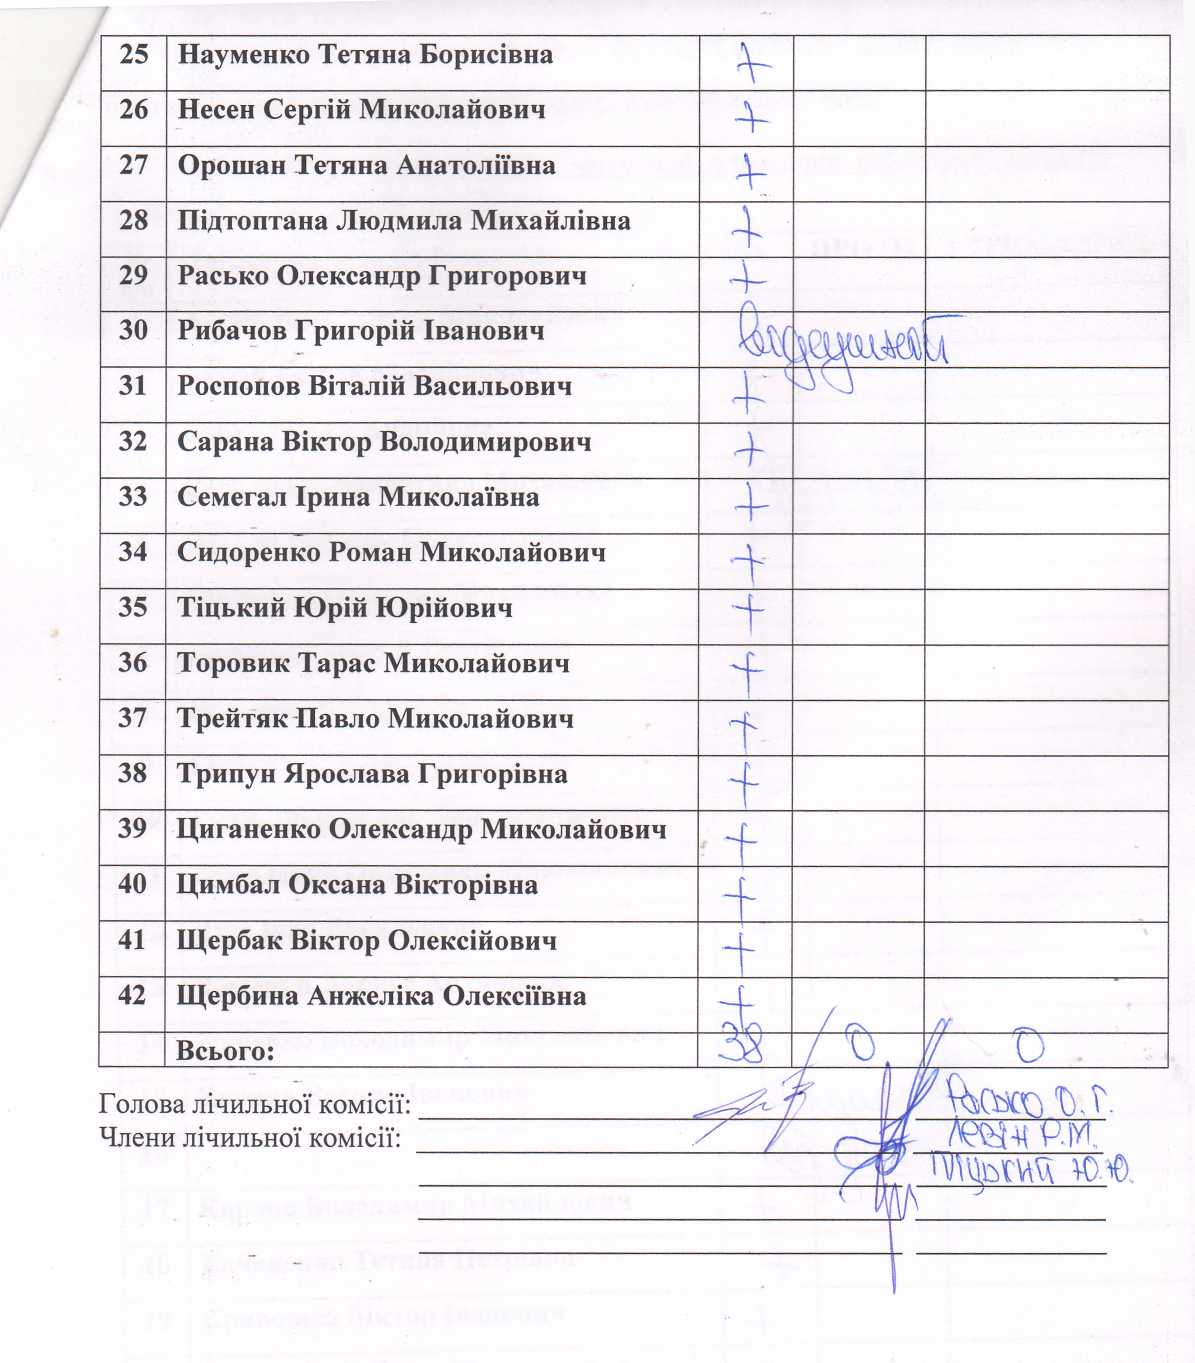 25 Науменко Тетяна Борисівна +
26 Несен Сергій Миколайович +
27 Орошан Тетяна Анатоліївна +
28 Підтоптана Людмила Михайлівна +
29 Расько Олександр Григорович +
30 Рибачов Григорій Іванович відсутній
31 Роспопов Віталій Васильович +
32 Сарана Віктор Володимирович +
33 Семегал Ірина Миколаївна +
34 Сидоренко Роман Миколайович +
35 Тіцький Юрій Юрійович +
36 Торовик Тарас Миколайович +
37 Трейтяк Павло Миколайович +
38 Трипун Ярослава Григорівна +
39 Циганенко Олександр Миколайович +
40 Цимбал Оксана Вікторівна +
41 Щербак Віктор Олексійович +
42 Щербина Анжеліка Олексіївна +
Всього: 38 0 0
Голова лічильної комісії: Расько О. Г.
Члени лічильної комісії: Левін Р.М.
Тіцький Ю.Ю.